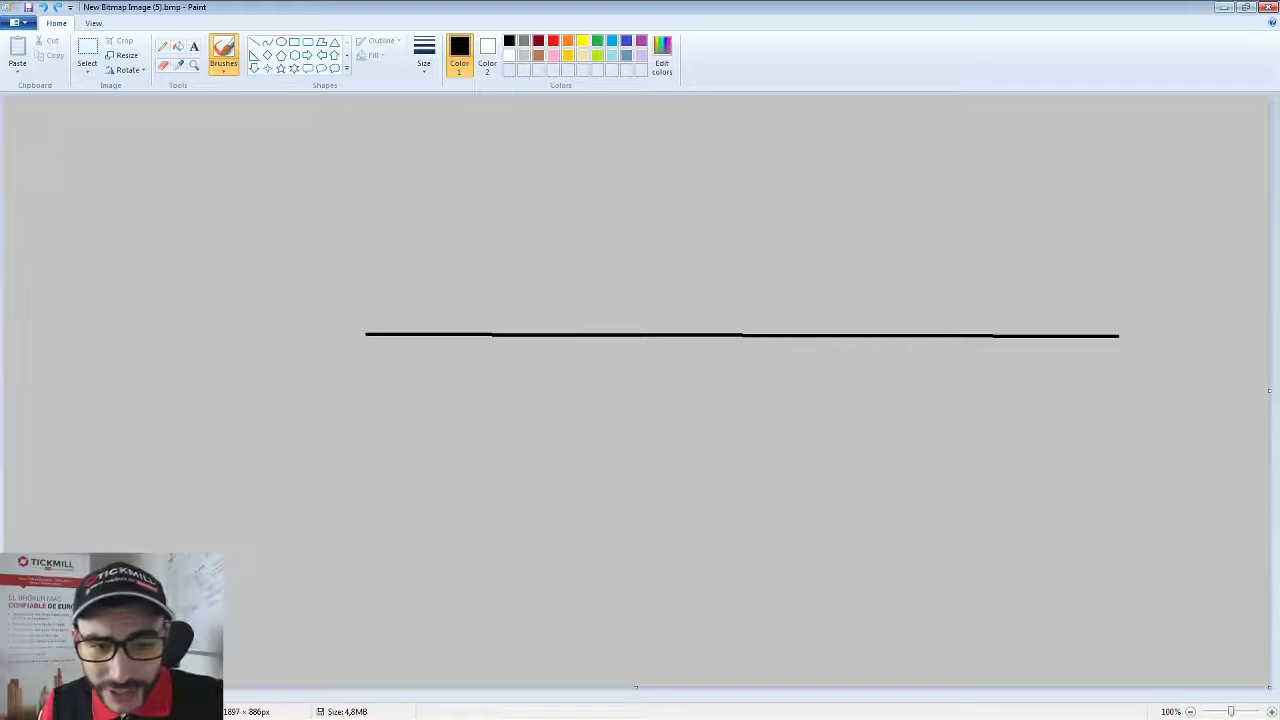 New Bitmap Image (5).bmp - Paint
Home
View
Paste
Cut
Copy
Clipboard
Select
Crop
Resize
Rotate
Image
A
Tools
Brushes
Shapes
Outline
Fill
Size
Color 1
Color 2
Edit colors
Colors
TICKMILL
EL BRÓKER MÁS
CONFIABLE DE EURO
TICKMILL
1897 × 886px
Size: 4,8MB
100%